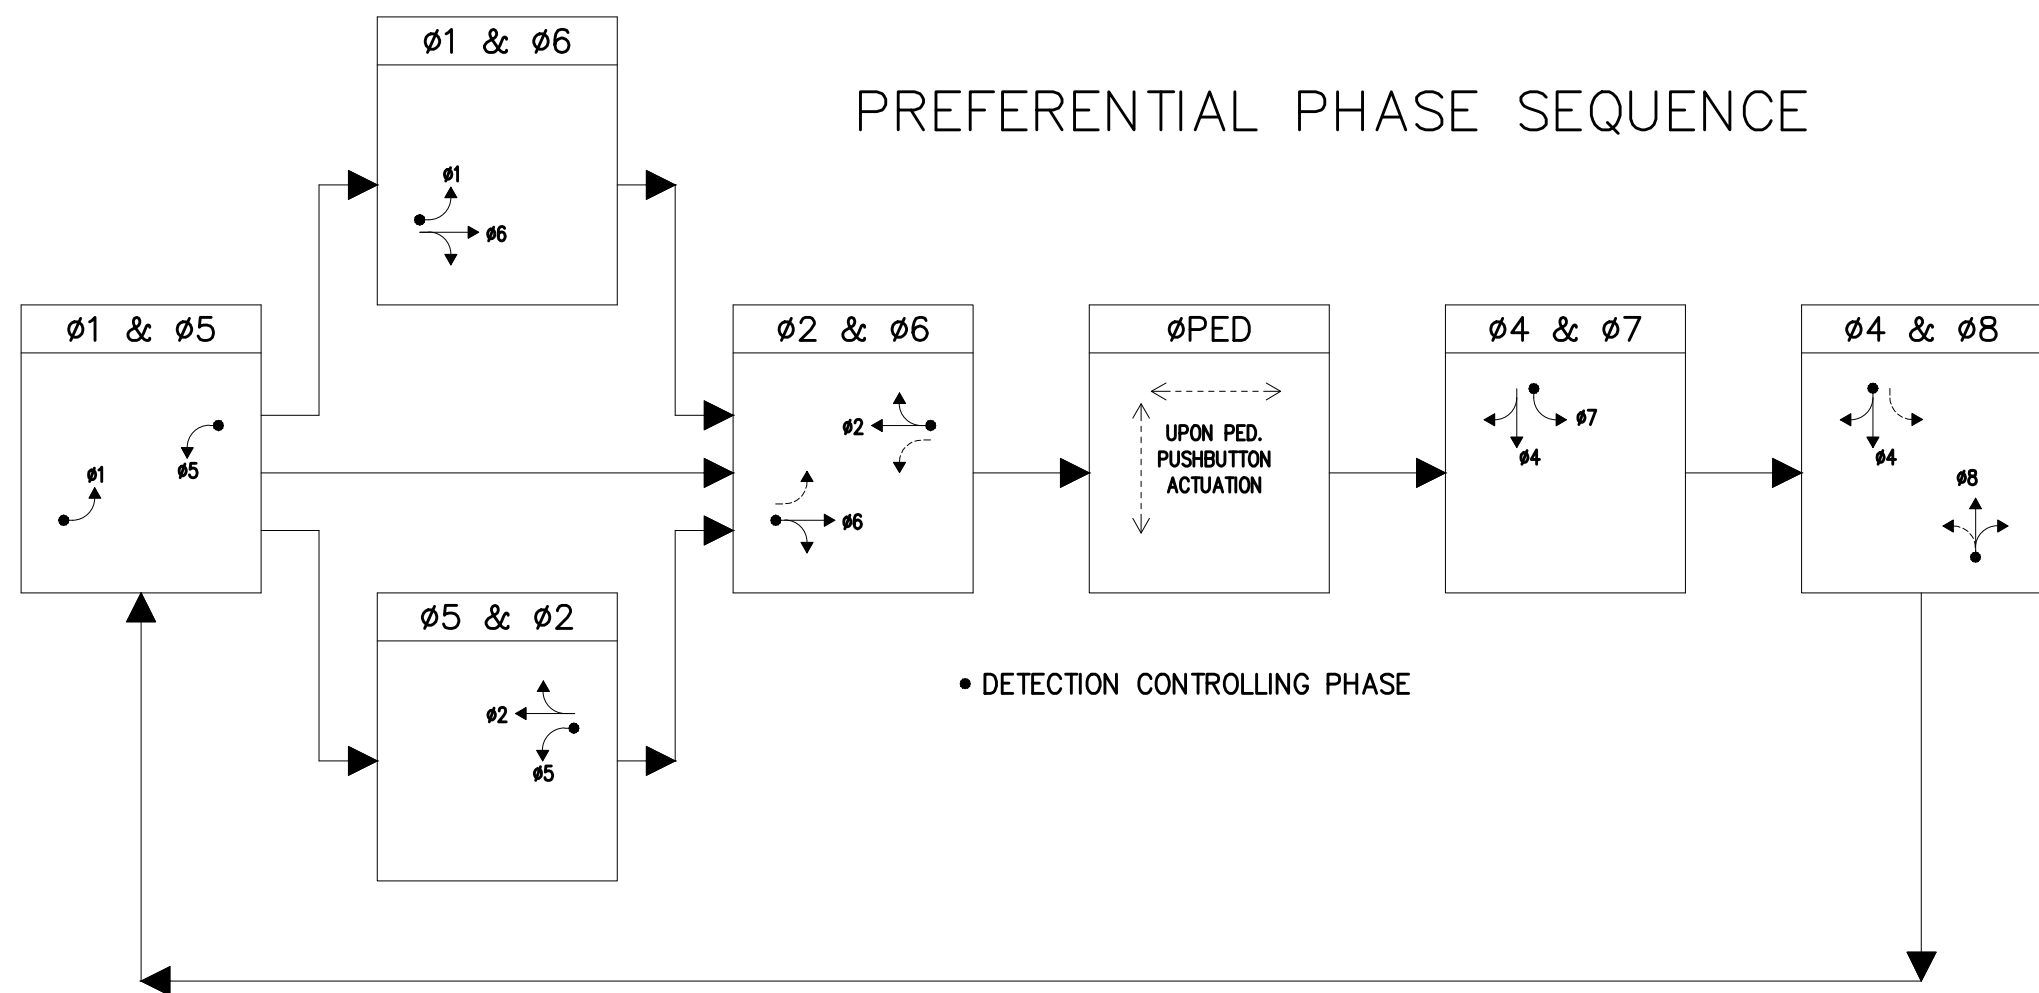 ø1 & ø6
PREFERENTIAL PHASE SEQUENCE
ø1
ø6
ø1 & ø5
ø5
ø1
ø2 & ø6
ø2
ø6
øPED
UPON PED.
PUSHBUTTON
ACTUATION
ø4 & ø7
ø7
ø4
ø4 & ø8
ø4
ø8
ø5 & ø2
ø2
ø5
• DETECTION CONTROLLING PHASE